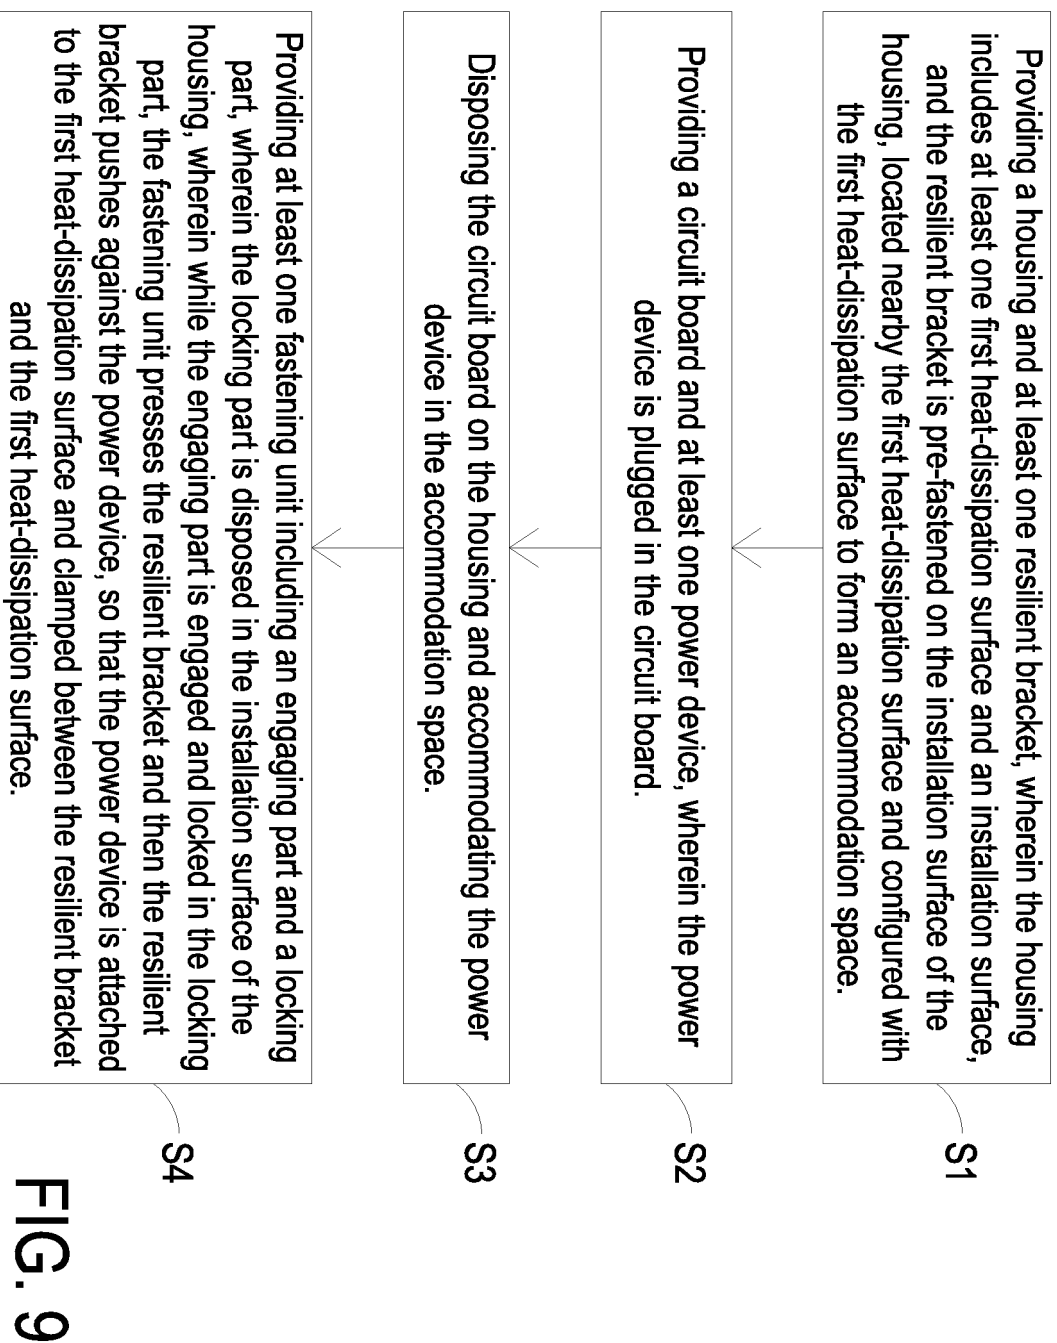 Providing a housing and at least one resilient bracket, wherein the housing
includes at least one first heat-dissipation surface and an installation surface,
and the resilient bracket is pre-fastened on the installation surface of the
housing, located nearby the first heat-dissipation surface and configured with
the first heat-dissipation surface to form an accommodation space.
S1
Providing a circuit board and at least one power device, wherein the power
device is plugged in the circuit board.
S2
Disposing the circuit board on the housing and accommodating the power
device in the accommodation space.
S3
Providing at least one fastening unit including an engaging part and a locking
part, wherein the locking part is disposed in the installation surface of the
housing, wherein while the engaging part is engaged and locked in the locking
part, the fastening unit presses the resilient bracket and then the resilient
bracket pushes against the power device, so that the power device is attached
to the first heat-dissipation surface and clamped between the resilient bracket
and the first heat-dissipation surface.
S4
FIG. 9